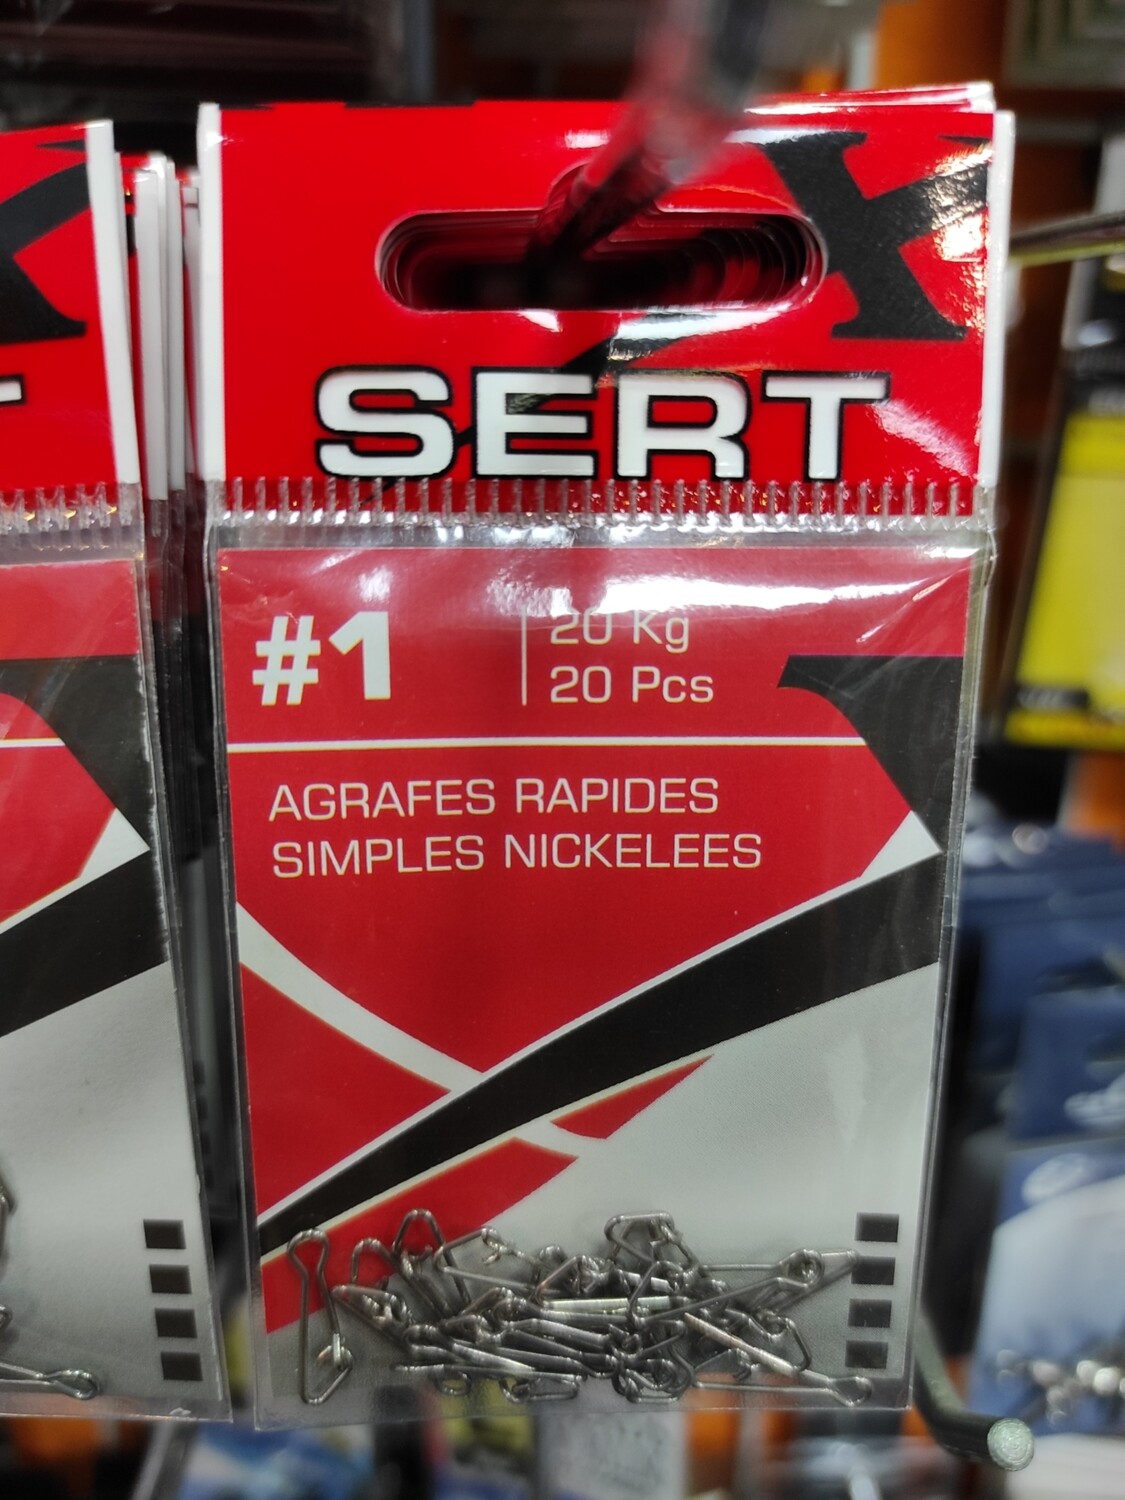 SERT
#1
20 Kg
20 Pcs
AGRAFES RAPIDES
SIMPLES NICKELEES